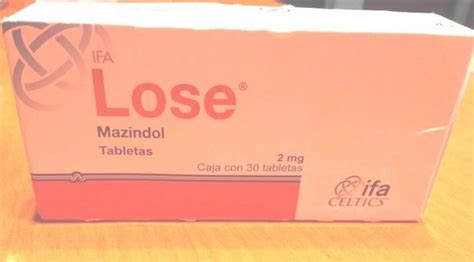 IFA
Lose®
Mazindol
Tabletas
2 mg
Caja con 30 tabletas
ifa
CELTICS